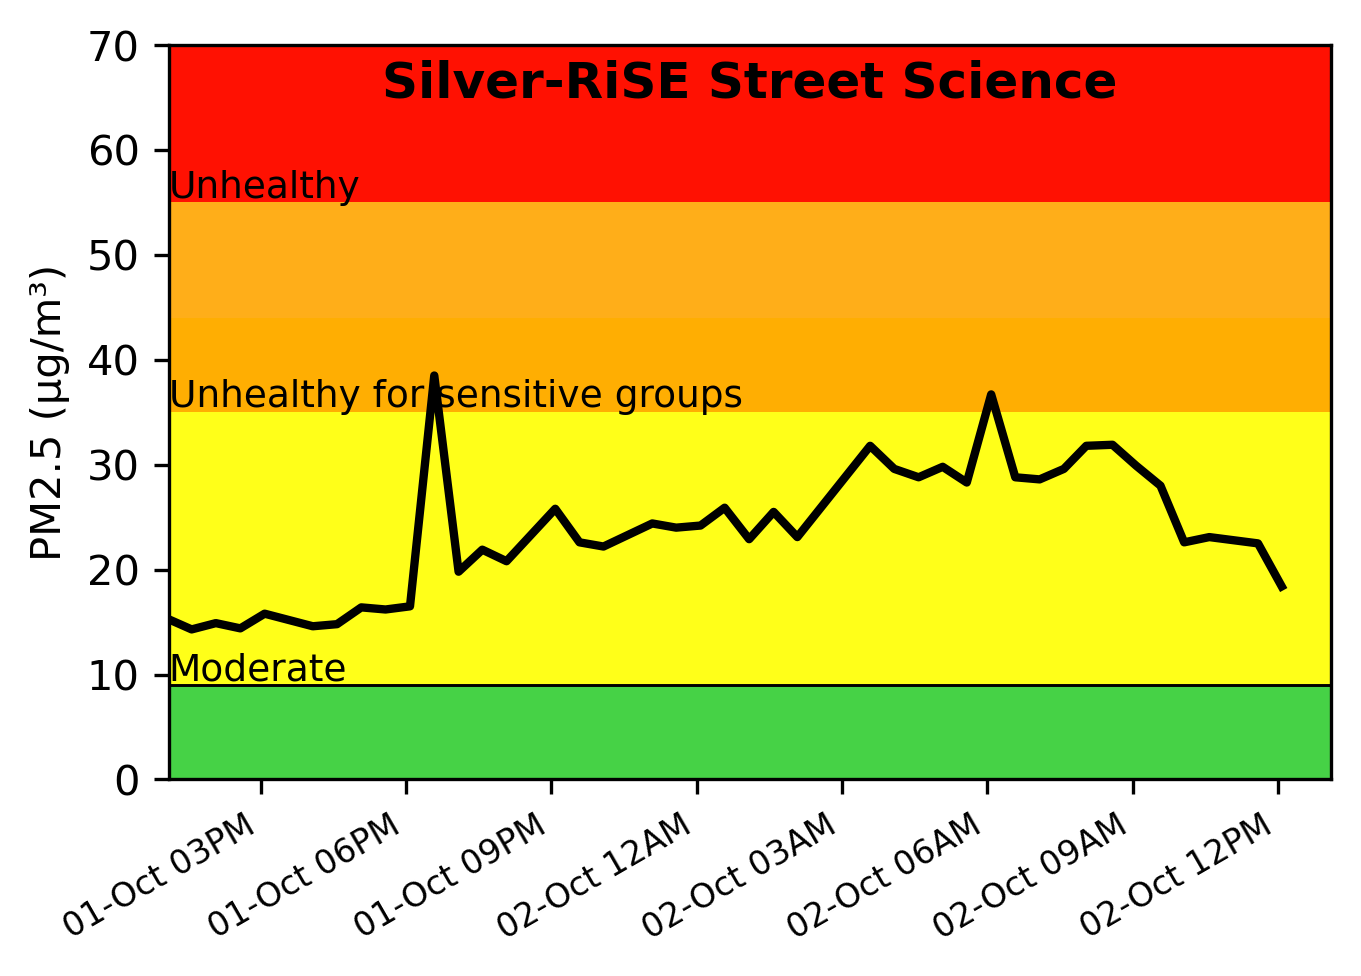 Silver-RiSE Street Science
PM2.5 (µg/m³)
70
60
50
40
30
20
10
0
Unhealthy
Unhealthy for sensitive groups
Moderate
01-Oct 03PM
01-Oct 06PM
01-Oct 09PM
02-Oct 12AM
02-Oct 03AM
02-Oct 06AM
02-Oct 09AM
02-Oct 12PM